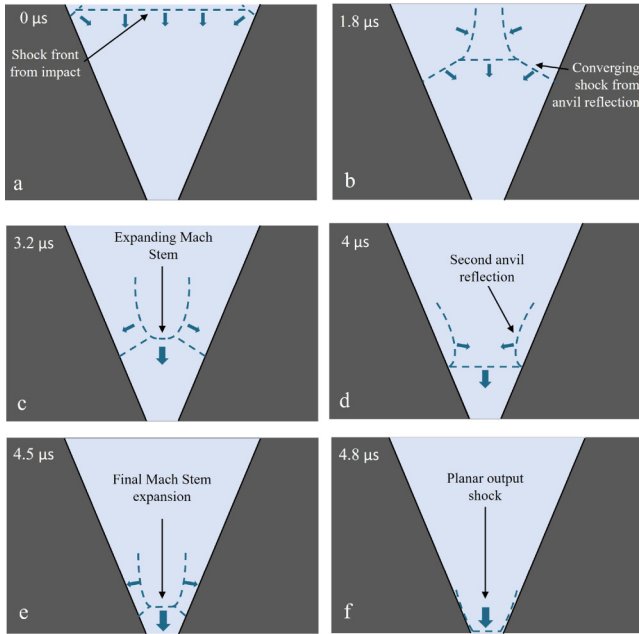 0 µs
Shock front
from impact
a
1.8 µs
Converging
shock from
anvil reflection
b
3.2 µs
Expanding Mach
Stem
c
4 µs
Second anvil
reflection
d
4.5 µs
Final Mach Stem
expansion
e
4.8 µs
Planar output
shock
f